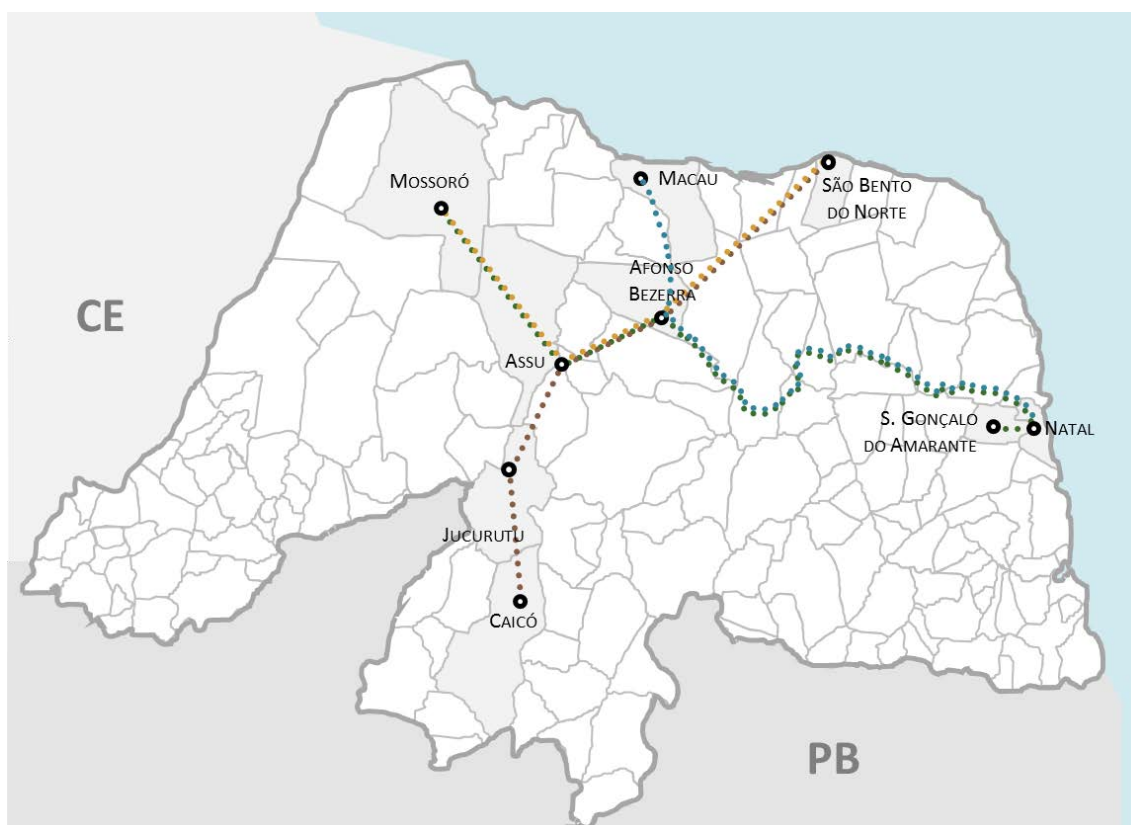 Mossoró
Macau
São Bento
do Norte
Afonso
Bezerra
CE
Assu
S. Gonçalo
do Amarante
Natal
Jucurutu
Caicó
PB